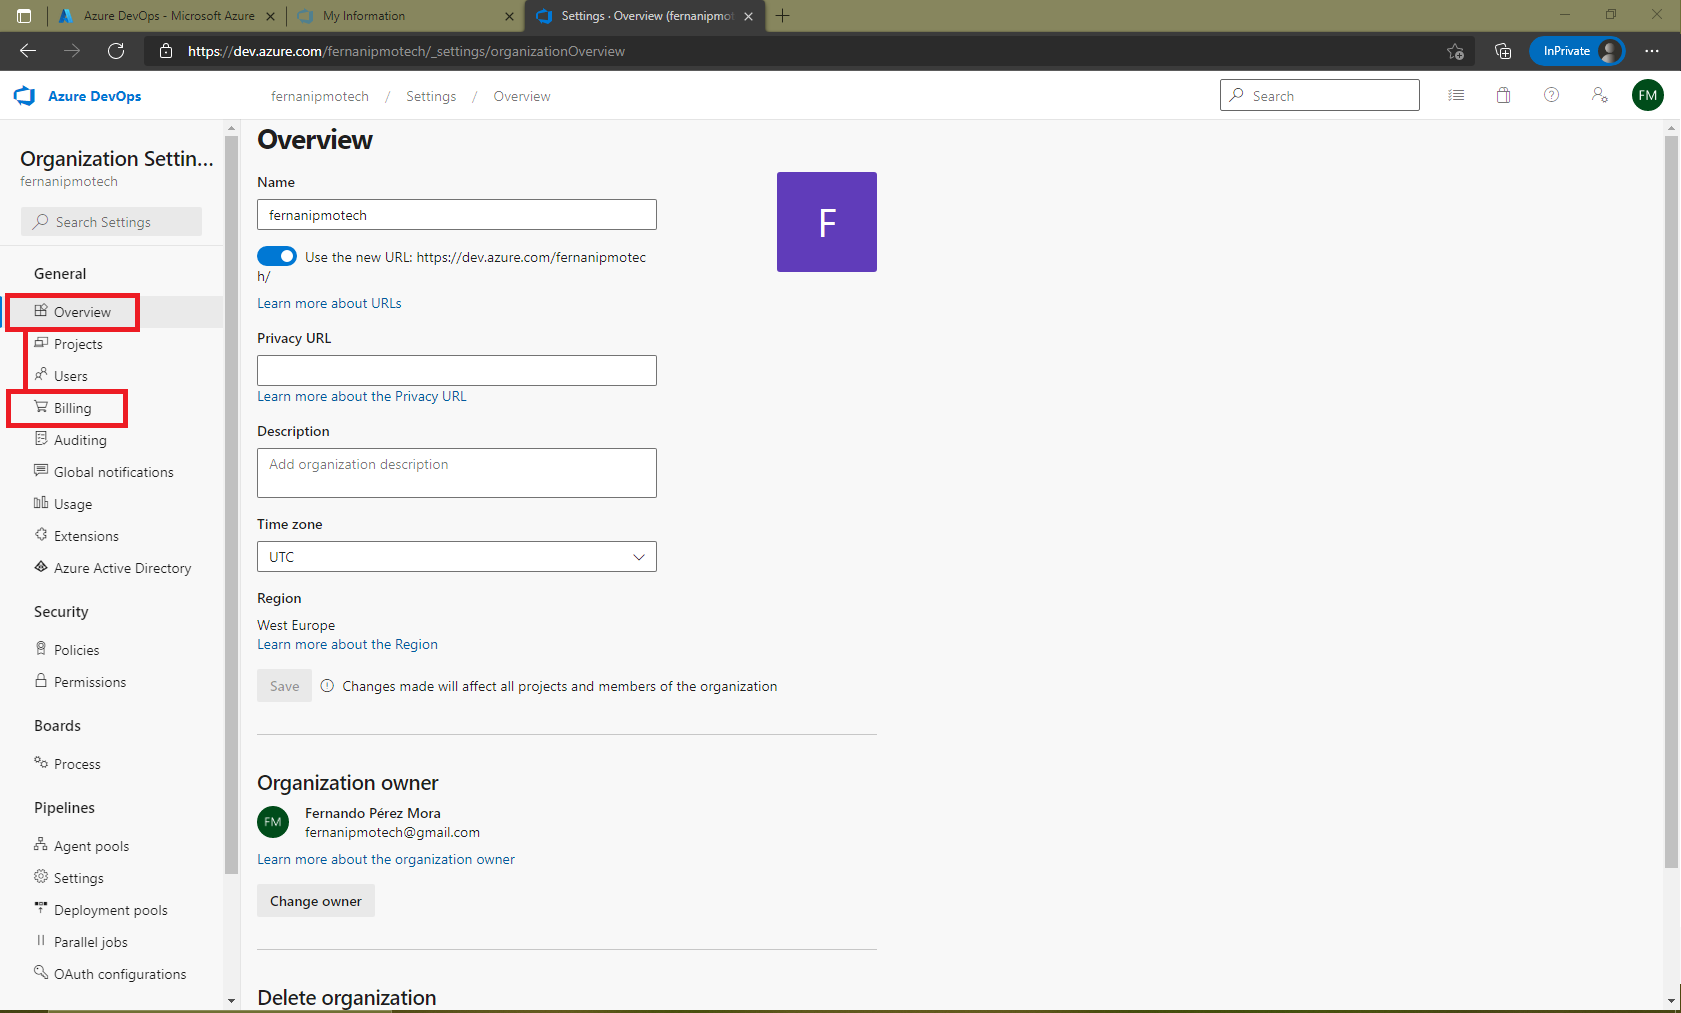 Azure DevOps - Microsoft Azure
My Information
Settings · Overview (fernanipmot
https://dev.azure.com/fernanipmotech/_settings/organizationOverview
InPrivate
Azure DevOps
fernanipmotech / Settings / Overview
Search
FM
Organization Settin...
fernanipmotech
Search Settings
General
Overview
Projects
Users
Billing
Auditing
Global notifications
Usage
Extensions
Azure Active Directory
Security
Policies
Permissions
Boards
Process
Pipelines
Agent pools
Settings
Deployment pools
Parallel jobs
OAuth configurations
Overview
Name
fernanipmotech
F
Use the new URL: https://dev.azure.com/fernanipmotec
h/
Learn more about URLs
Privacy URL
Learn more about the Privacy URL
Description
Add organization description
Time zone
UTC
Region
West Europe
Learn more about the Region
Save
Changes made will affect all projects and members of the organization
Organization owner
FM
Fernando Pérez Mora
fernanipmotech@gmail.com
Learn more about the organization owner
Change owner
Delete organization